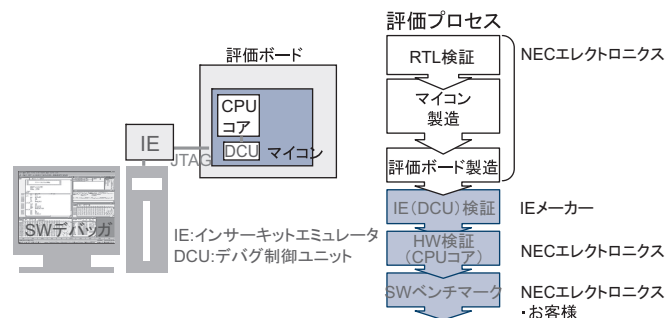 評価ボード
CPU
コア
DCU
マイコン
IE
JTAG
SWデバッガ
IE:インサーキットエミュレータ
DCU:デバグ制御ユニット
評価プロセス
RTL検証
NECエレクトロニクス
マイコン
製造
評価ボード製造
IE(DCU)検証
IEメーカー
HW検証
(CPUコア)
NECエレクトロニクス
SWベンチマーク
NECエレクトロニクス
・お客様